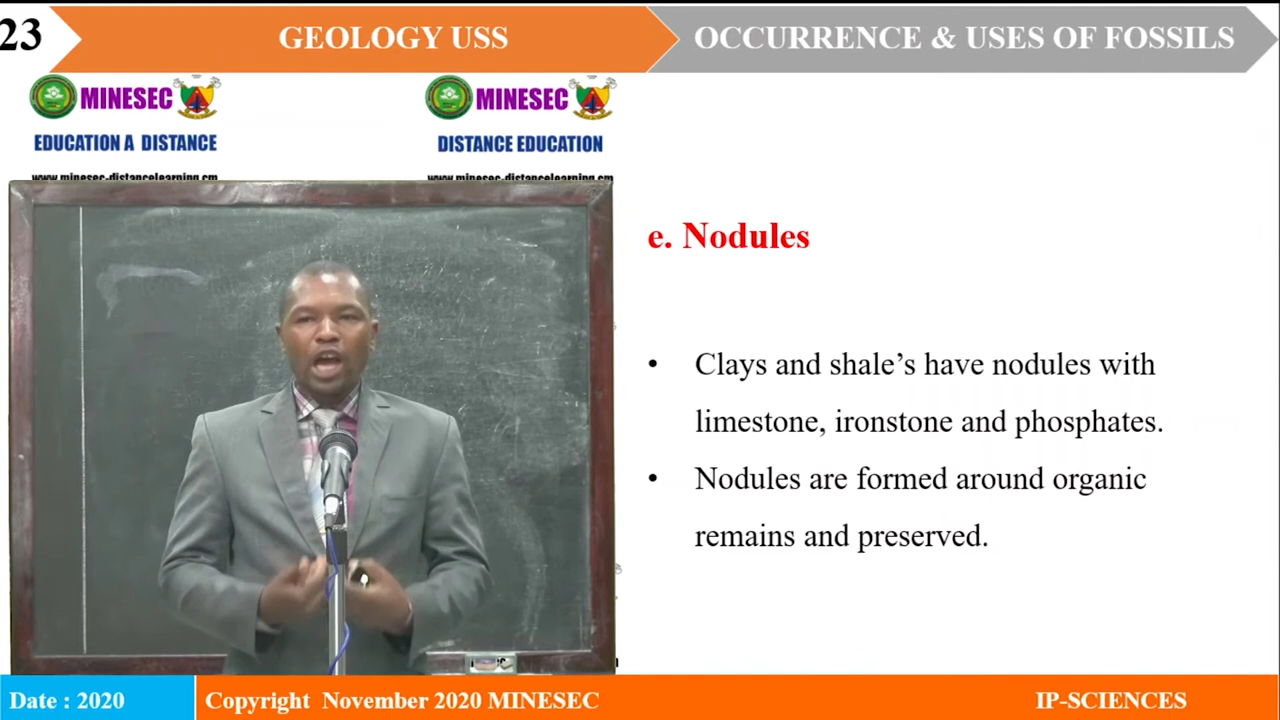 23
GEOLOGY USS
OCCURRENCE & USES OF FOSSILS
MINESEC
EDUCATION A DISTANCE
www.minesec-distancelearning.cm
MINESEC
DISTANCE EDUCATION
www.minesec-distancelearning.cm
e. Nodules
• Clays and shale’s have nodules with
limestone, ironstone and phosphates.
• Nodules are formed around organic
remains and preserved.
Date : 2020
Copyright November 2020 MINESEC
IP-SCIENCES